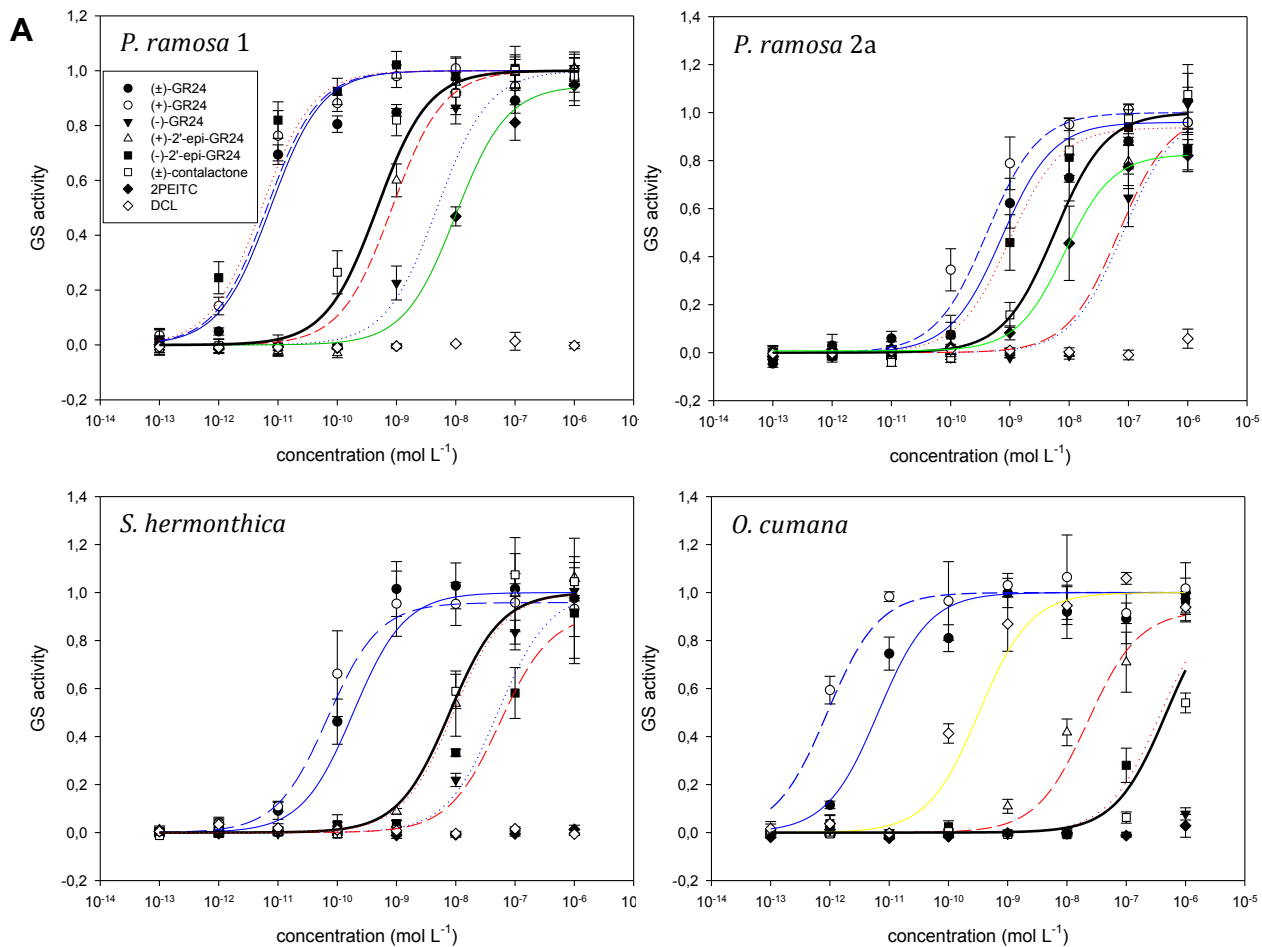 A
P. ramosa 1
(±)-GR24
(+)-GR24
(-)-GR24
(+)-2'-epi-GR24
(-)-2'-epi-GR24
(±)-contalactone
2PEITC
DCL
GS activity
1,2
1,0
0,8
0,6
0,4
0,2
0,0
-0,2
10⁻¹⁴ 10⁻¹³ 10⁻¹² 10⁻¹¹ 10⁻¹⁰ 10⁻⁹ 10⁻⁸ 10⁻⁷ 10⁻⁶ 10⁻⁵
concentration (mol L⁻¹)
P. ramosa 2a
GS activity
1,4
1,2
1,0
0,8
0,6
0,4
0,2
0,0
-0,2
10⁻¹⁴ 10⁻¹³ 10⁻¹² 10⁻¹¹ 10⁻¹⁰ 10⁻⁹ 10⁻⁸ 10⁻⁷ 10⁻⁶ 10⁻⁵
concentration (mol L⁻¹)
S. hermonthica
GS activity
1,4
1,2
1,0
0,8
0,6
0,4
0,2
0,0
-0,2
10⁻¹⁴ 10⁻¹³ 10⁻¹² 10⁻¹¹ 10⁻¹⁰ 10⁻⁹ 10⁻⁸ 10⁻⁷ 10⁻⁶
concentration (mol L⁻¹)
O. cumana
GS activity
1,4
1,2
1,0
0,8
0,6
0,4
0,2
0,0
-0,2
10⁻¹⁴ 10⁻¹³ 10⁻¹² 10⁻¹¹ 10⁻¹⁰ 10⁻⁹ 10⁻⁸ 10⁻⁷ 10⁻⁶ 10⁻⁵
concentration (mol L⁻¹)